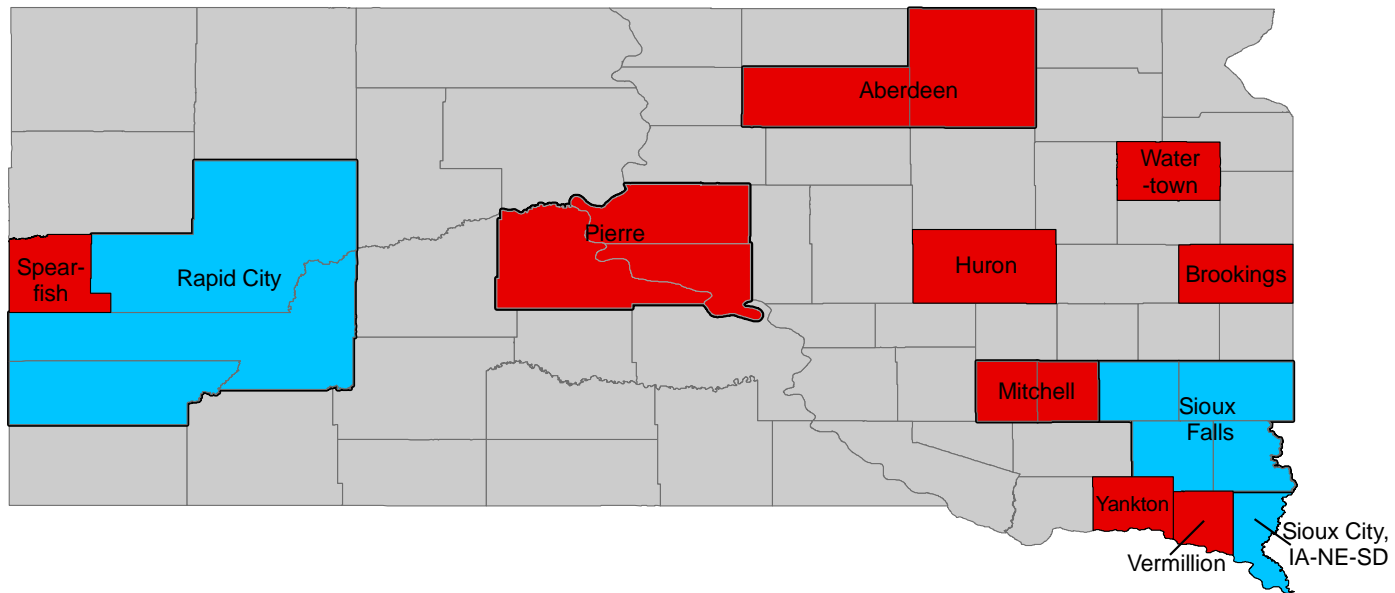 Aberdeen
Water
-town
Pierre
Spear-
fish
Rapid City
Huron
Brookings
Mitchell
Sioux
Falls
Yankton
Vermillion
Sioux City,
IA-NE-SD